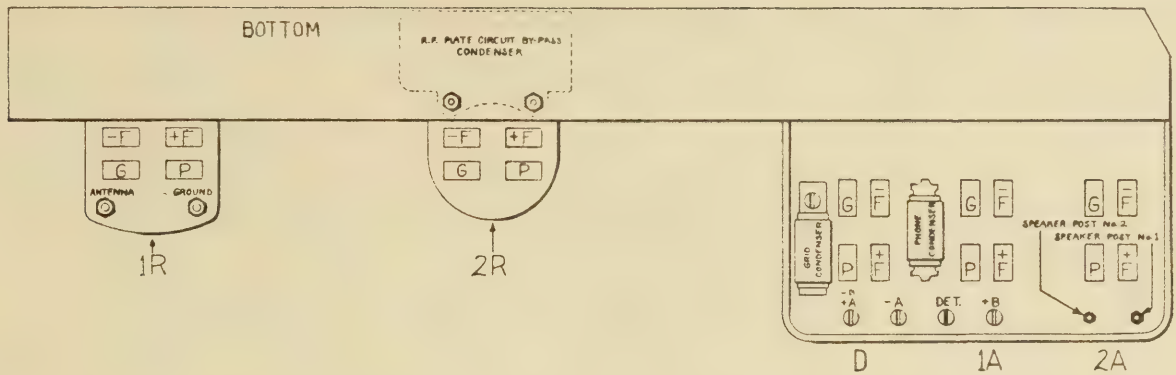 BOTTOM
R.F. PLATE CIRCUIT BY-PASS
CONDENSER
-F +F
G P
ANTENNA GROUND
1R
-F +F
G P
2R
GRID
CONDENSER
G -F
P +F
PHONE
CONDENSER
G -F
P +F
G -F
P +F
SPEAKER POST No 2
SPEAKER POST No 1
+A
-A
DET.
+B
D
1A
2A